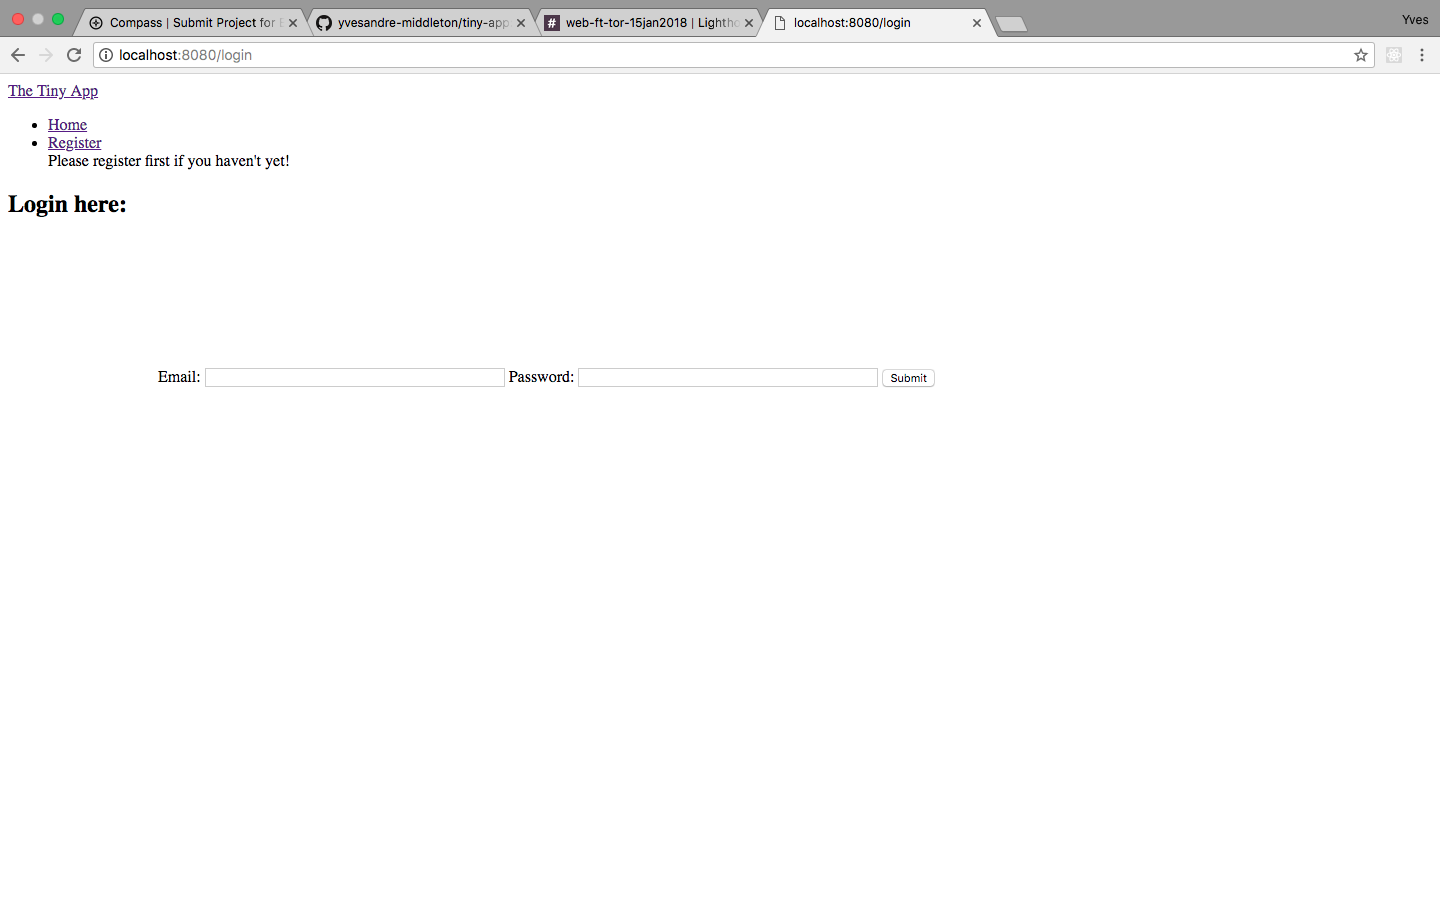 Compass | Submit Project for E
yvesandre-middleton/tiny-app
web-ft-tor-15jan2018 | Lightho
localhost:8080/login
Yves
localhost:8080/login
The Tiny App
Home
Register
Please register first if you haven't yet!
Login here:
Email: Password: Submit